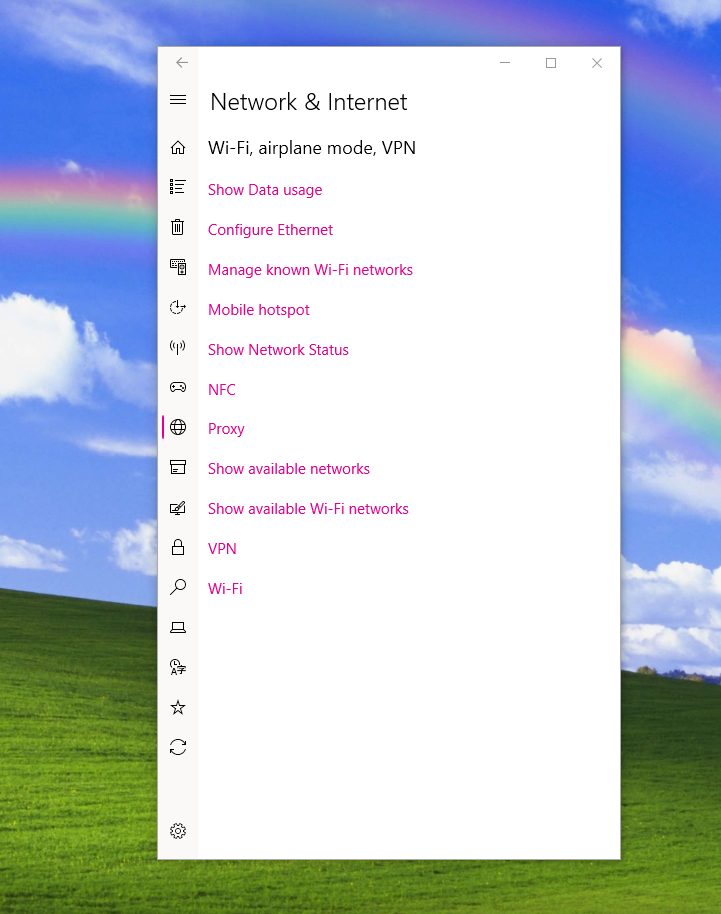 Network & Internet
Wi-Fi, airplane mode, VPN
Show Data usage
Configure Ethernet
Manage known Wi-Fi networks
Mobile hotspot
Show Network Status
NFC
Proxy
Show available networks
Show available Wi-Fi networks
VPN
Wi-Fi